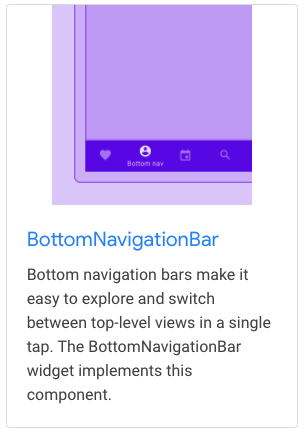 Bottom nav
BottomNavigationBar
Bottom navigation bars make it
easy to explore and switch
between top-level views in a single
tap. The BottomNavigationBar
widget implements this
component.